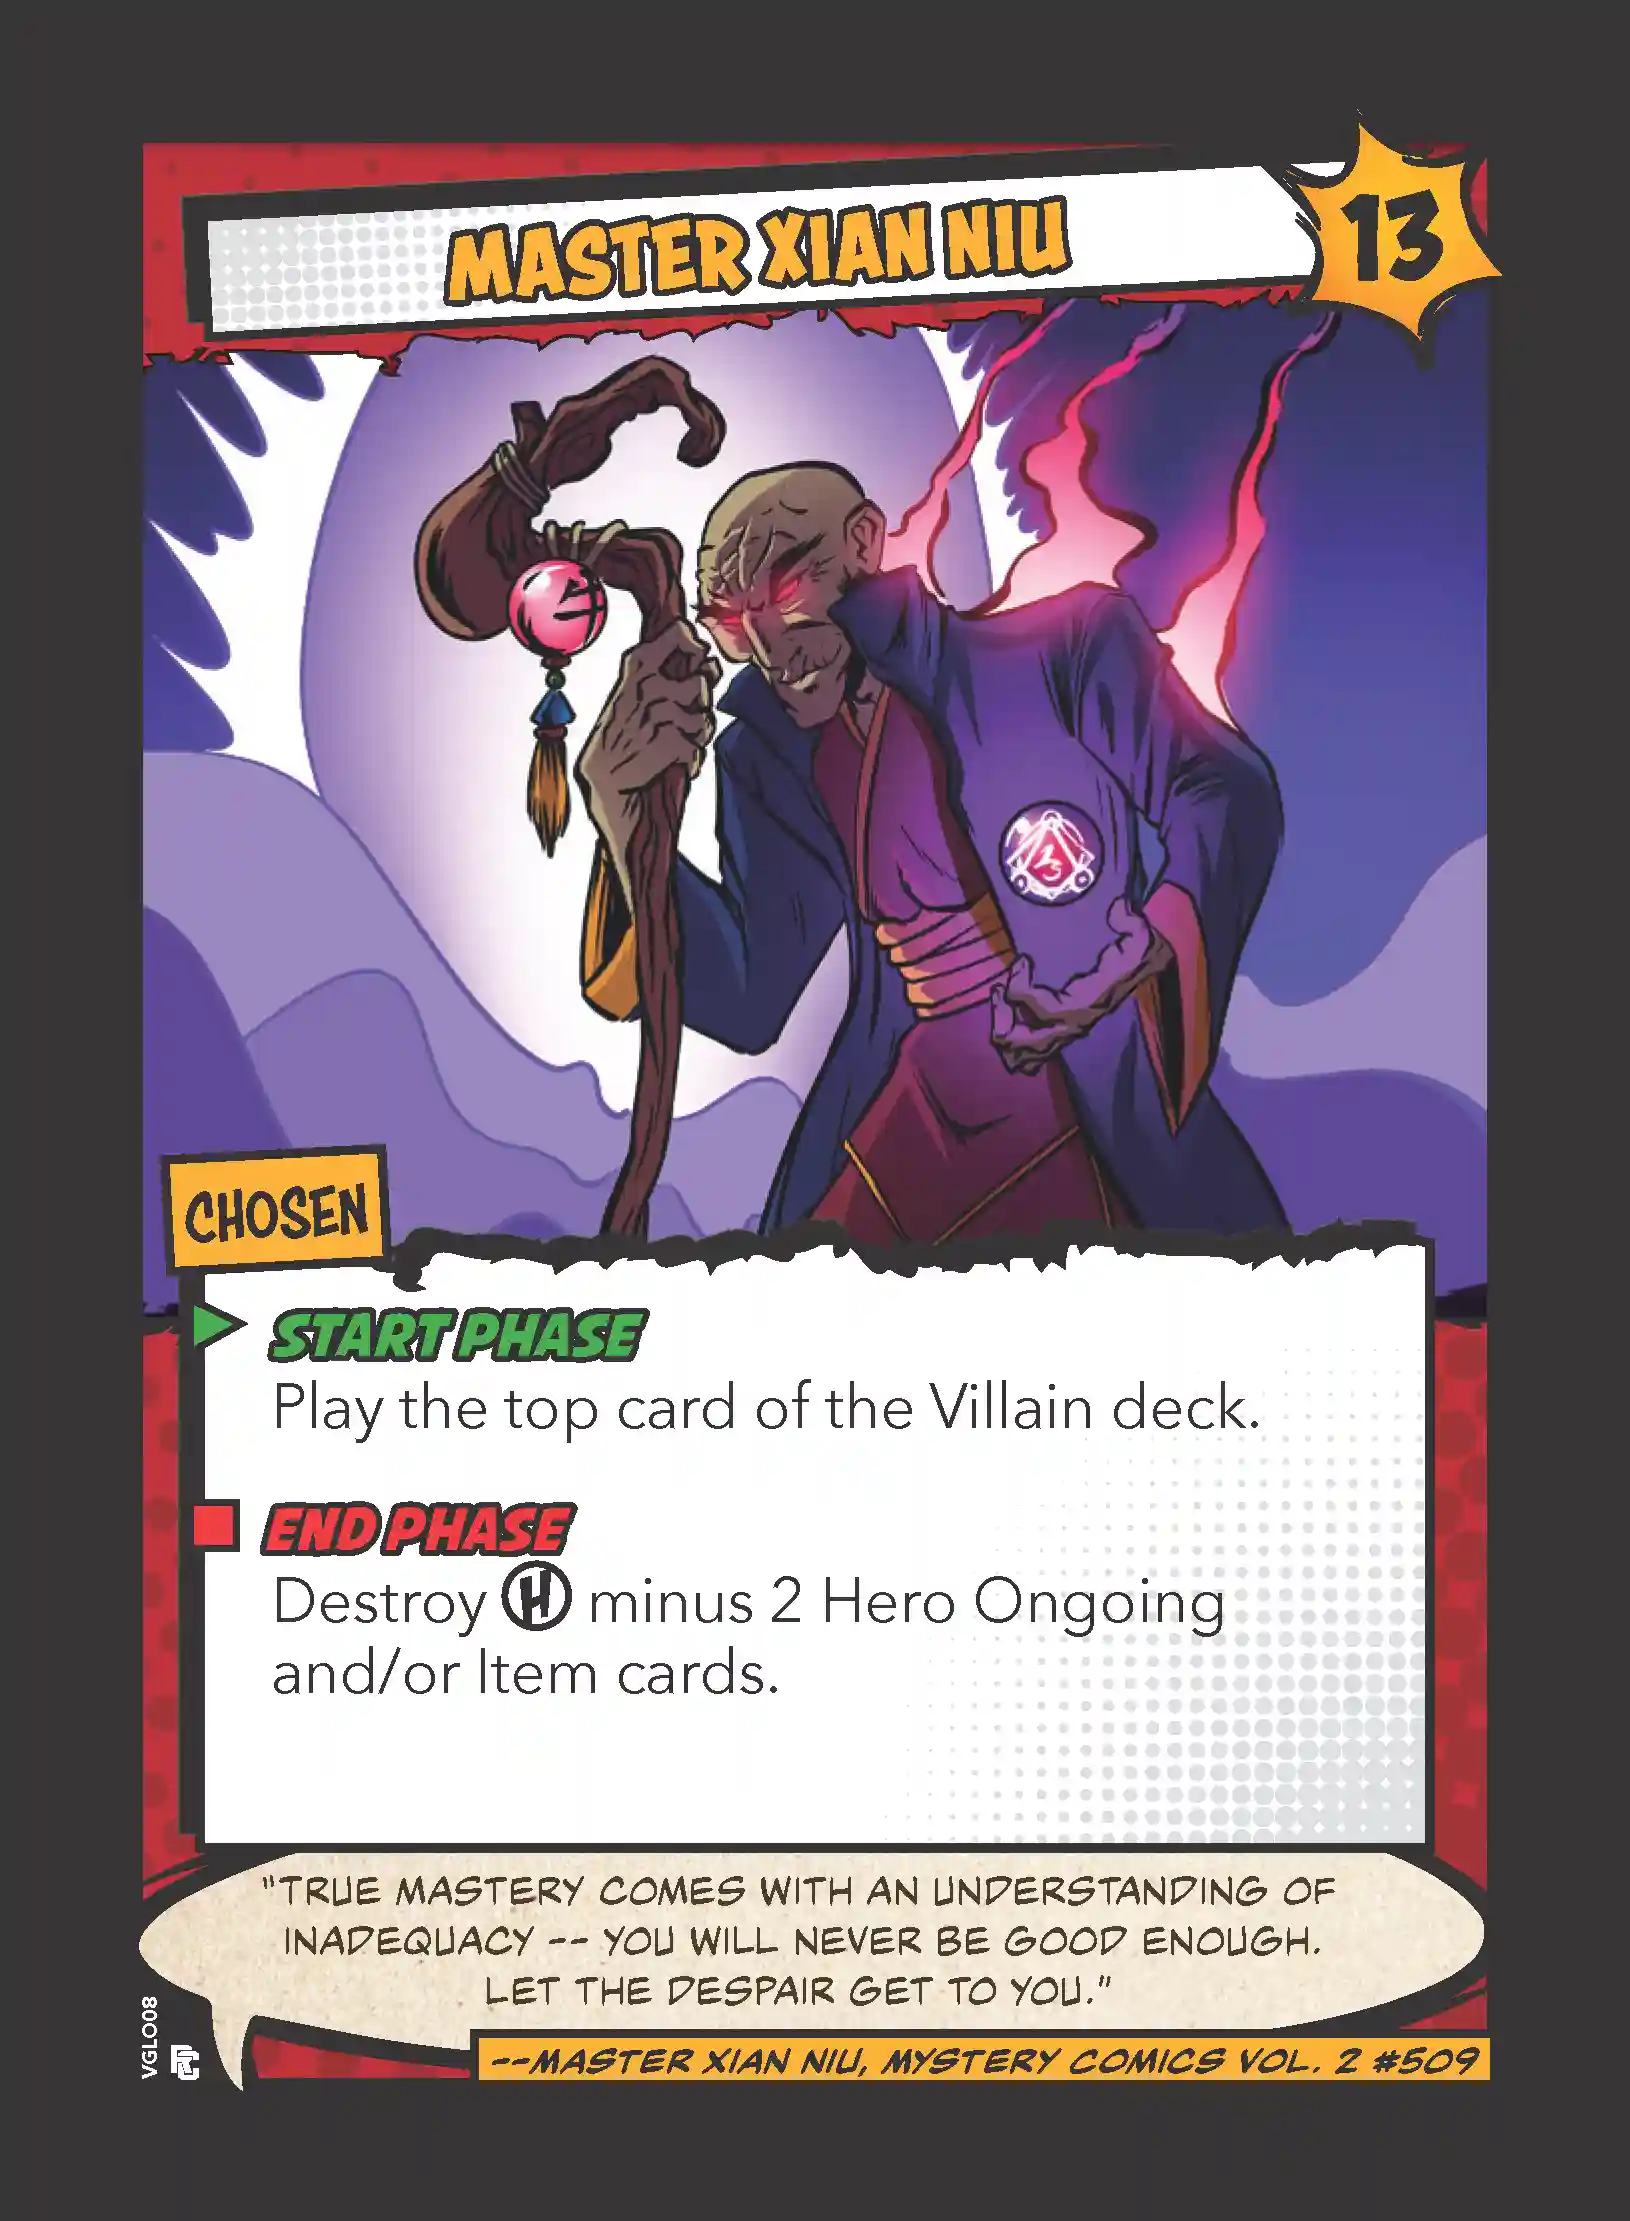 MASTER XIAN NIU
13
CHOSEN
START PHASE
Play the top card of the Villain deck.
END PHASE
Destroy H minus 2 Hero Ongoing
and/or Item cards.
"TRUE MASTERY COMES WITH AN UNDERSTANDING OF
INADEQUACY -- YOU WILL NEVER BE GOOD ENOUGH.
LET THE DESPAIR GET TO YOU."
--MASTER XIAN NIU, MYSTERY COMICS VOL. 2 #509
VGLO08